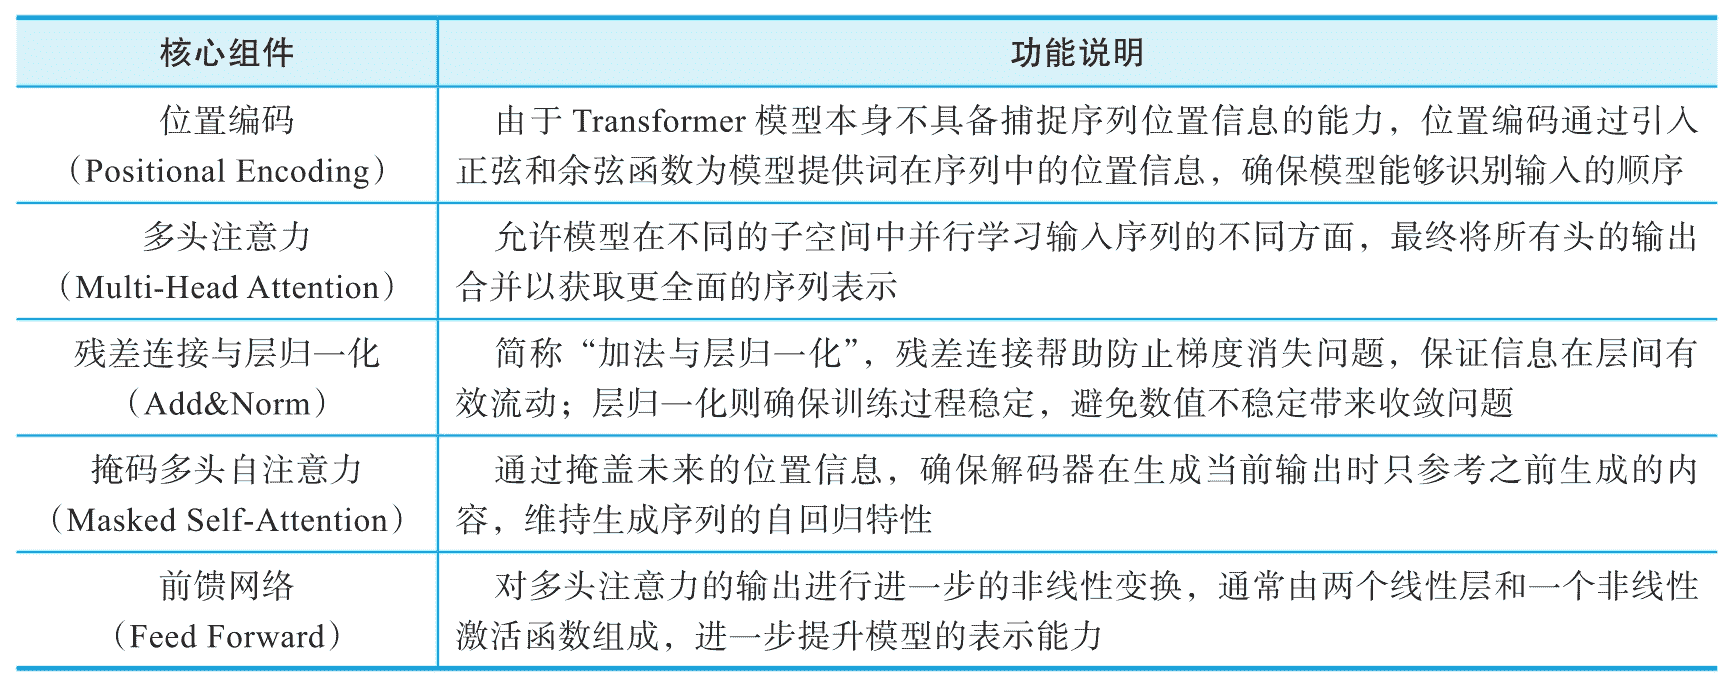 核心组件
功能说明
位置编码
（Positional Encoding）
由于 Transformer 模型本身不具备捕捉序列位置信息的能力，位置编码通过引入
正弦和余弦函数为模型提供词在序列中的位置信息，确保模型能够识别输入的顺序
多头注意力
（Multi-Head Attention）
允许模型在不同的子空间中并行学习输入序列的不同方面，最终将所有头的输出
合并以获取更全面的序列表示
残差连接与层归一化
（Add&Norm）
简称“加法与层归一化”，残差连接帮助防止梯度消失问题，保证信息在层间有
效流动；层归一化则确保训练过程稳定，避免数值不稳定带来收敛问题
掩码多头自注意力
（Masked Self-Attention）
通过掩盖未来的位置信息，确保解码器在生成当前输出时只参考之前生成的内
容，维持生成序列的自回归特性
前馈网络
（Feed Forward）
对多头注意力的输出进行进一步的非线性变换，通常由两个线性层和一个非线性
激活函数组成，进一步提升模型的表示能力